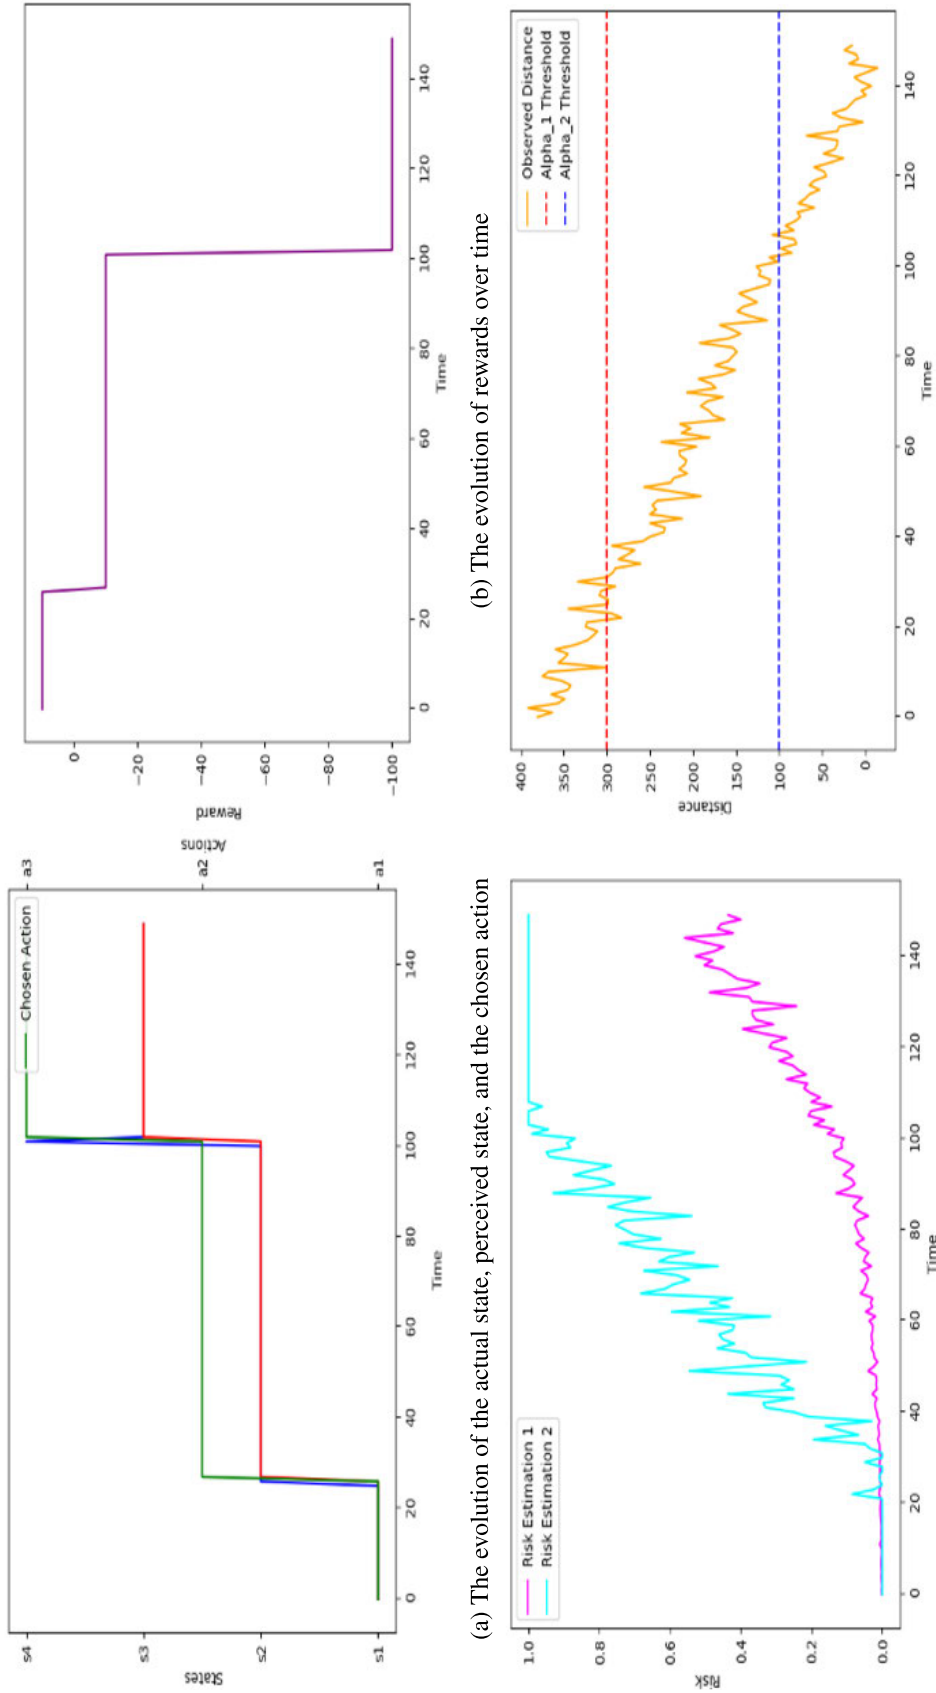 s4
s3
s2
s1
States
a3
a2
a1
Actions
Chosen Action
0
20
40
60
80
100
120
140
Time
0
−20
−40
−60
−80
−100
Reward
0
20
40
60
80
100
120
140
Time
(a) The evolution of the actual state, perceived state, and the chosen action
(b) The evolution of rewards over time
1.0
0.8
0.6
0.4
0.2
0.0
Risk
Risk Estimation 1
Risk Estimation 2
0
20
40
60
80
100
120
140
Time
400
350
300
250
200
150
100
50
0
Distance
Observed Distance
Alpha_1 Threshold
Alpha_2 Threshold
0
20
40
60
80
100
120
140
Time